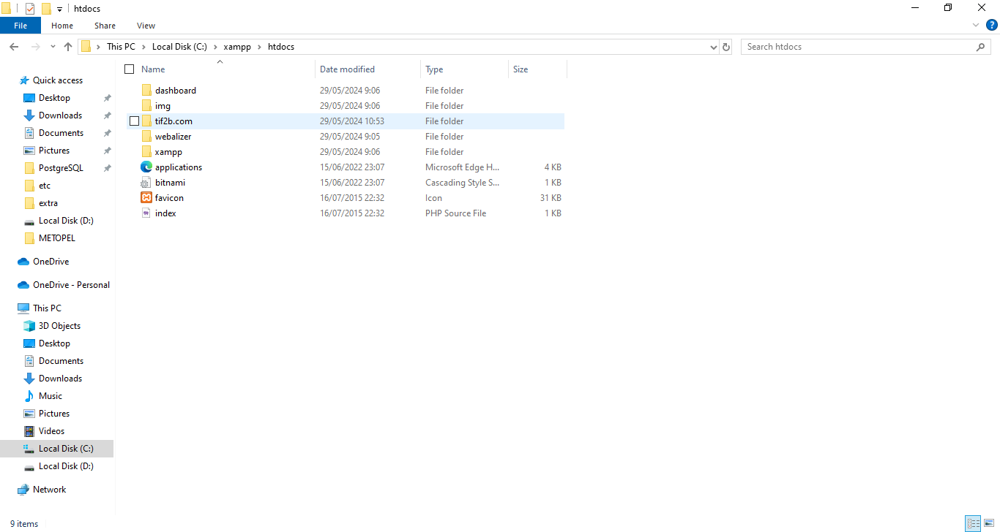 htdocs
File Home Share View
This PC Local Disk (C:) xampp htdocs Search htdocs
Name Date modified Type Size
dashboard 29/05/2024 9:06 File folder
img 29/05/2024 9:06 File folder
tif2b.com 29/05/2024 10:53 File folder
webalizer 29/05/2024 9:05 File folder
xampp 29/05/2024 9:06 File folder
applications 15/06/2022 23:07 Microsoft Edge H... 4 KB
bitnami 15/06/2022 23:07 Cascading Style S... 1 KB
favicon 16/07/2015 22:32 Icon 31 KB
index 16/07/2015 22:32 PHP Source File 1 KB
Quick access
Desktop
Downloads
Documents
Pictures
PostgreSQL
etc
extra
Local Disk (D:)
METOPEL
OneDrive
OneDrive - Personal
This PC
3D Objects
Desktop
Documents
Downloads
Music
Pictures
Videos
Local Disk (C:)
Local Disk (D:)
Network
9 items